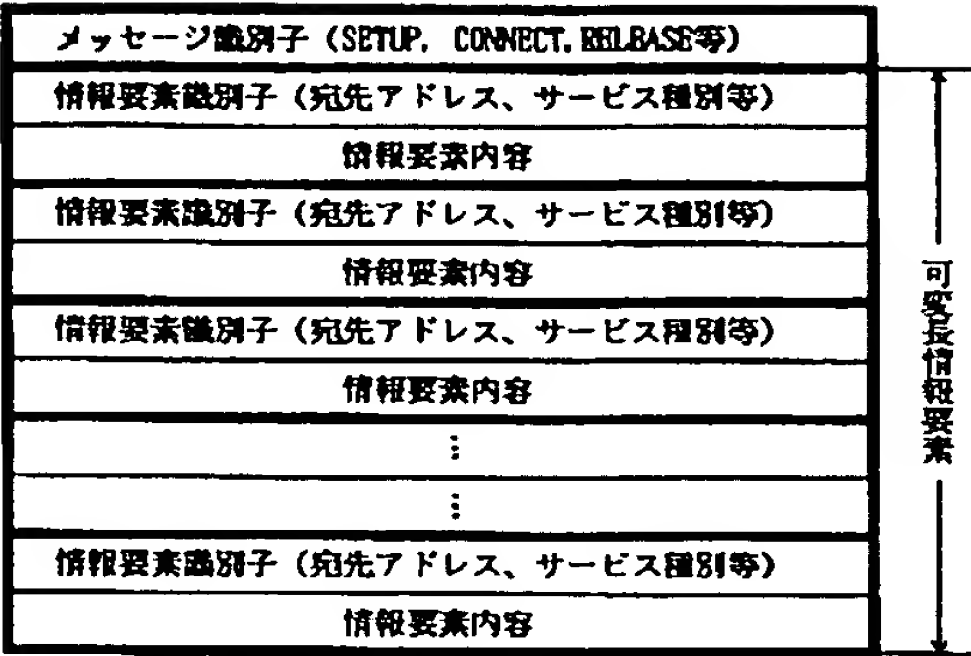 メッセージ識別子（SETUP, CONNECT, RELEASE等）
情報要素識別子（宛先アドレス、サービス種別等）
情報要素内容
情報要素識別子（宛先アドレス、サービス種別等）
情報要素内容
情報要素識別子（宛先アドレス、サービス種別等）
情報要素内容
⋮
⋮
情報要素識別子（宛先アドレス、サービス種別等）
情報要素内容
可変長情報要素